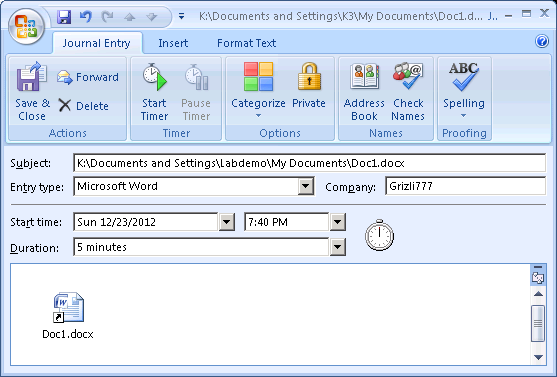 K:\Documents and Settings\K3\My Documents\Doc1.d... J...
Journal Entry Insert Format Text
Save & Close Forward Delete Start Timer Pause Timer Categorize Private Address Book Check Names ABC Spelling
Actions Timer Options Names Proofing
Subject: K:\Documents and Settings\Labdemo\My Documents\Doc1.docx
Entry type: Microsoft Word Company: Grizli777
Start time: Sun 12/23/2012 7:40 PM
Duration: 5 minutes
Doc1.docx